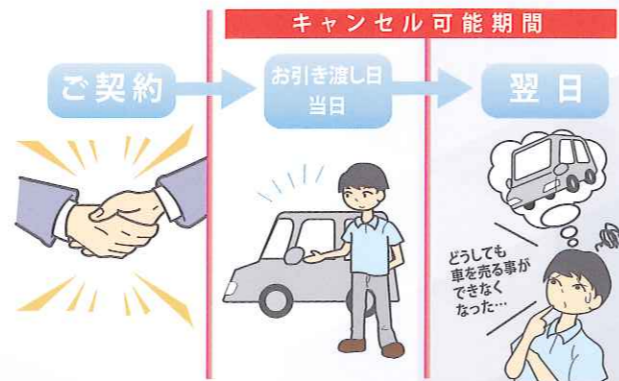 キャンセル可能期間
ご契約
お引き渡し日
当日
翌日
どうしても
車を売る事が
できなく
なった…